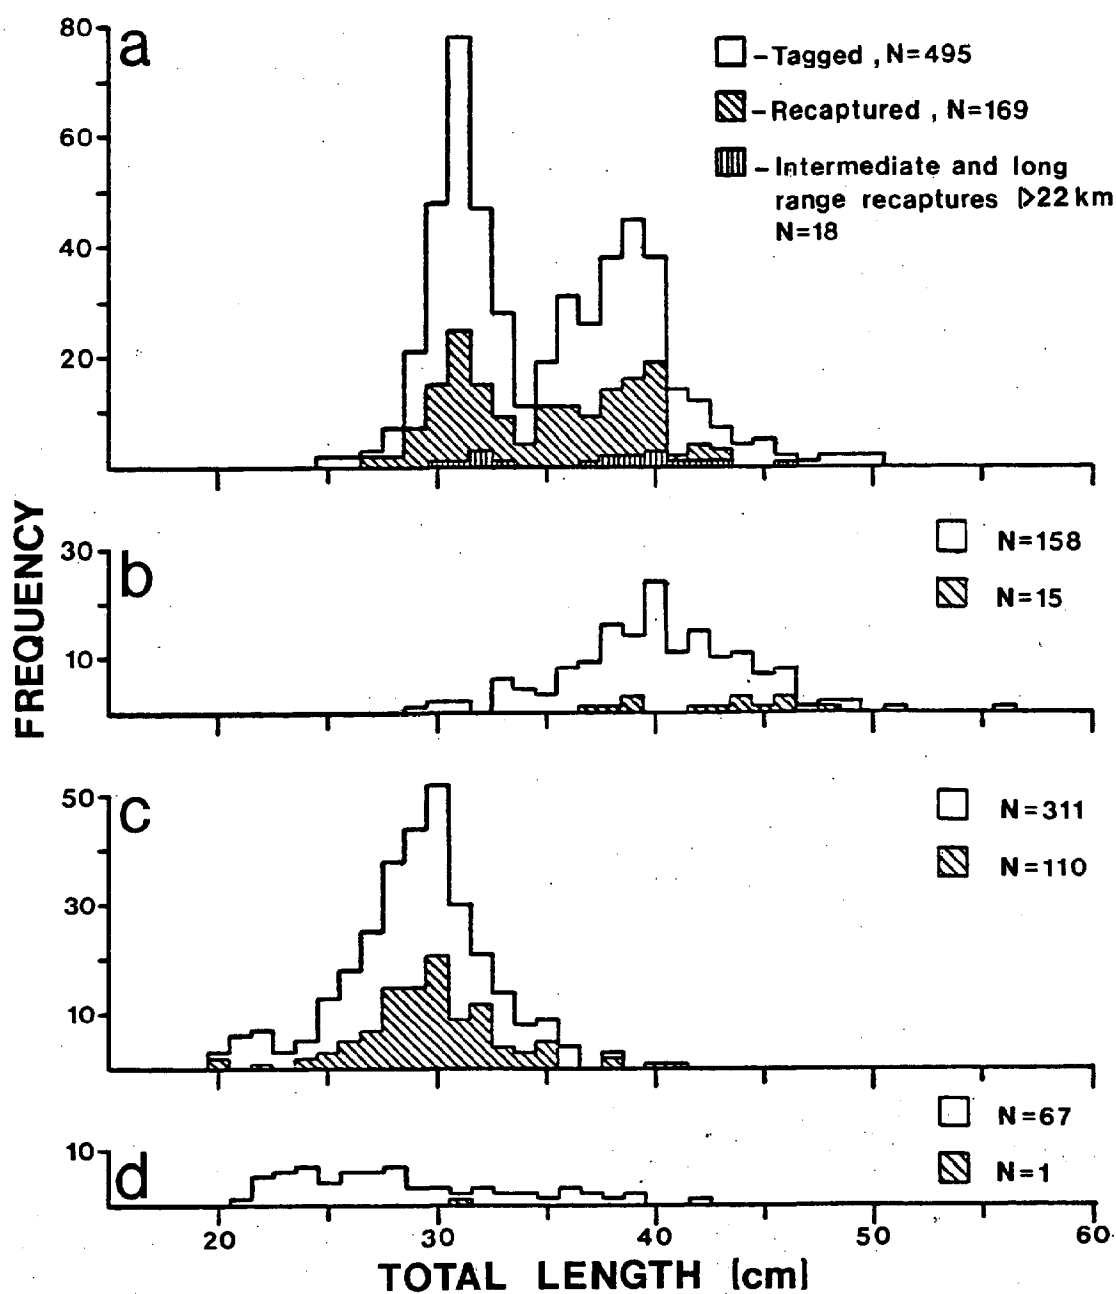 80
a
60
40
20
–Tagged , N=495
–Recaptured , N=169
–Intermediate and long
range recaptures [>22 km
N=18
FREQUENCY
30
b
10
N=158
N=15
50
c
30
10
N=311
N=110
10
d
N=67
N=1
20 30 40 50 60
TOTAL LENGTH [cm]